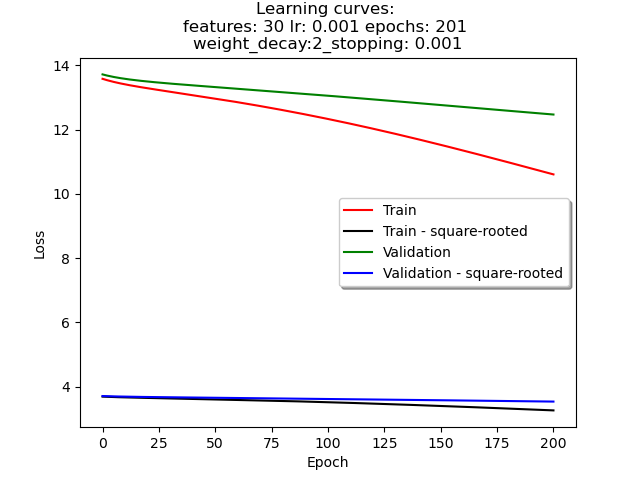 Learning curves:
features: 30 lr: 0.001 epochs: 201
weight_decay:2_stopping: 0.001
14
12
10
8
6
4
Loss
Train
Train - square-rooted
Validation
Validation - square-rooted
0 25 50 75 100 125 150 175 200
Epoch